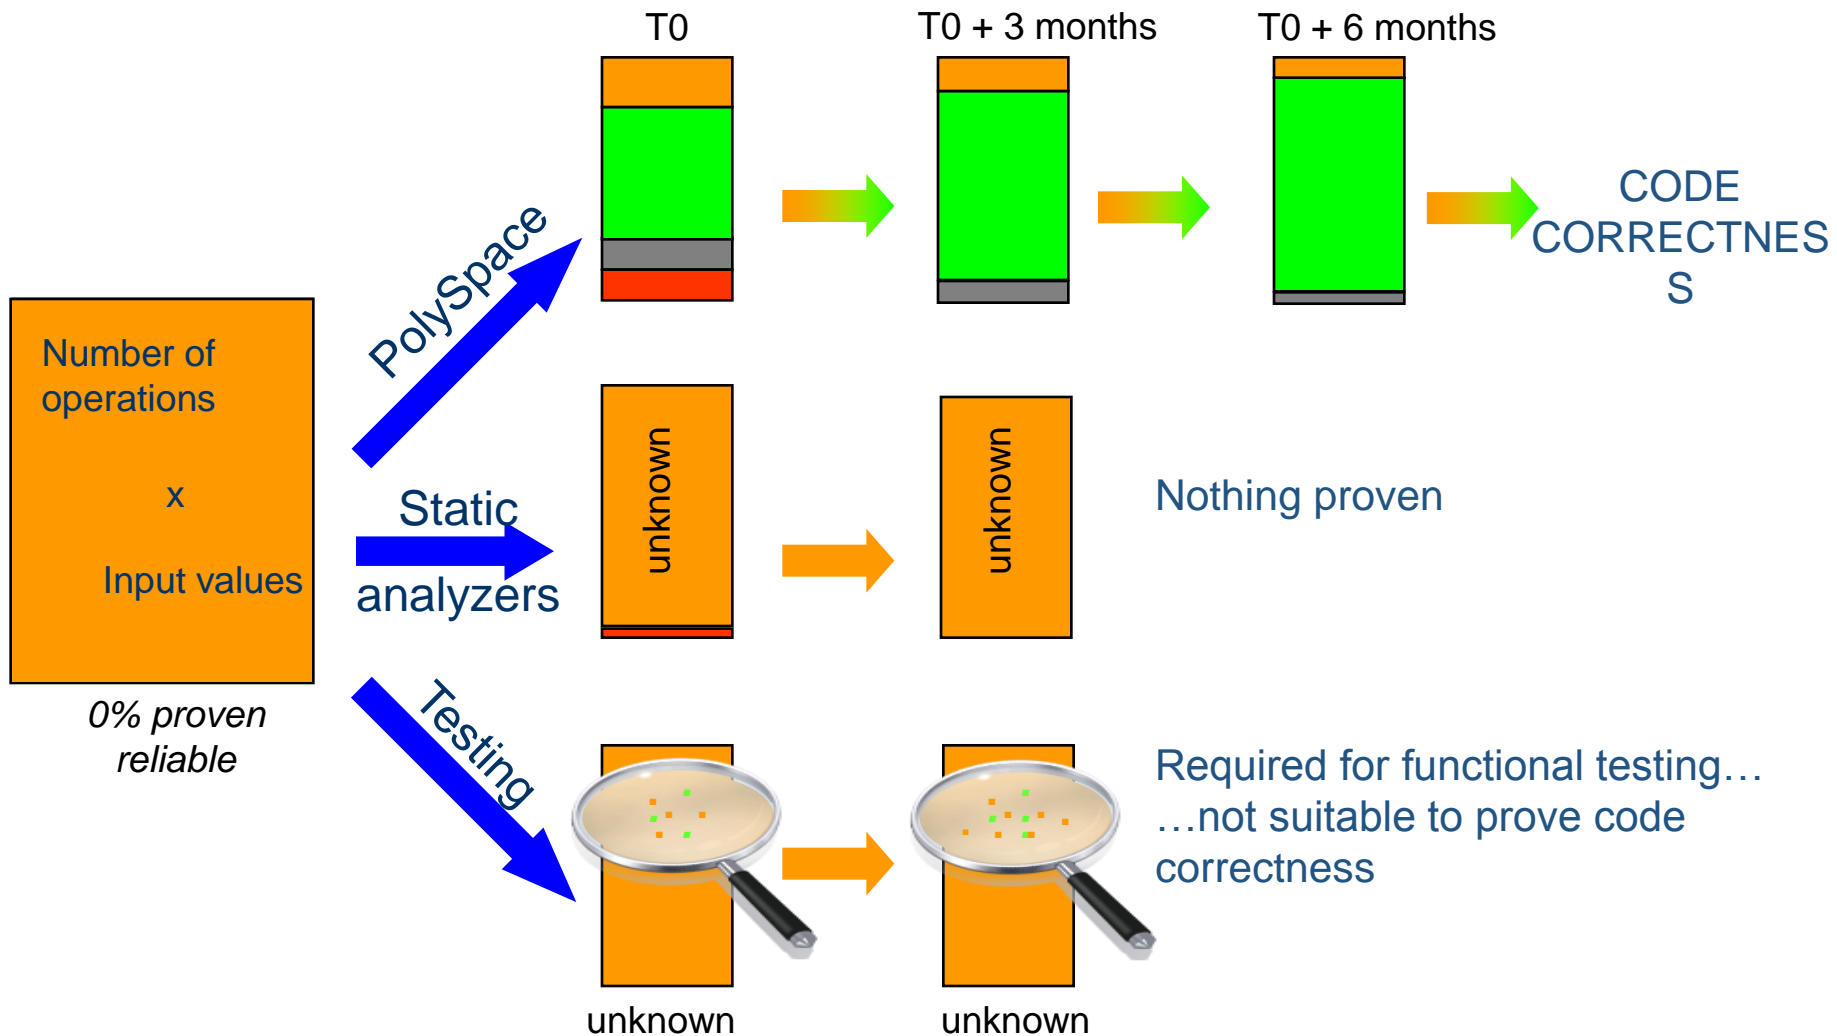 T0
T0 + 3 months
T0 + 6 months
PolySpace
CODE
CORRECTNES
S
Number of
operations
x
Input values
0% proven
reliable
Static
analyzers
unknown
unknown
Nothing proven
Testing
Required for functional testing…
…not suitable to prove code
correctness
unknown
unknown